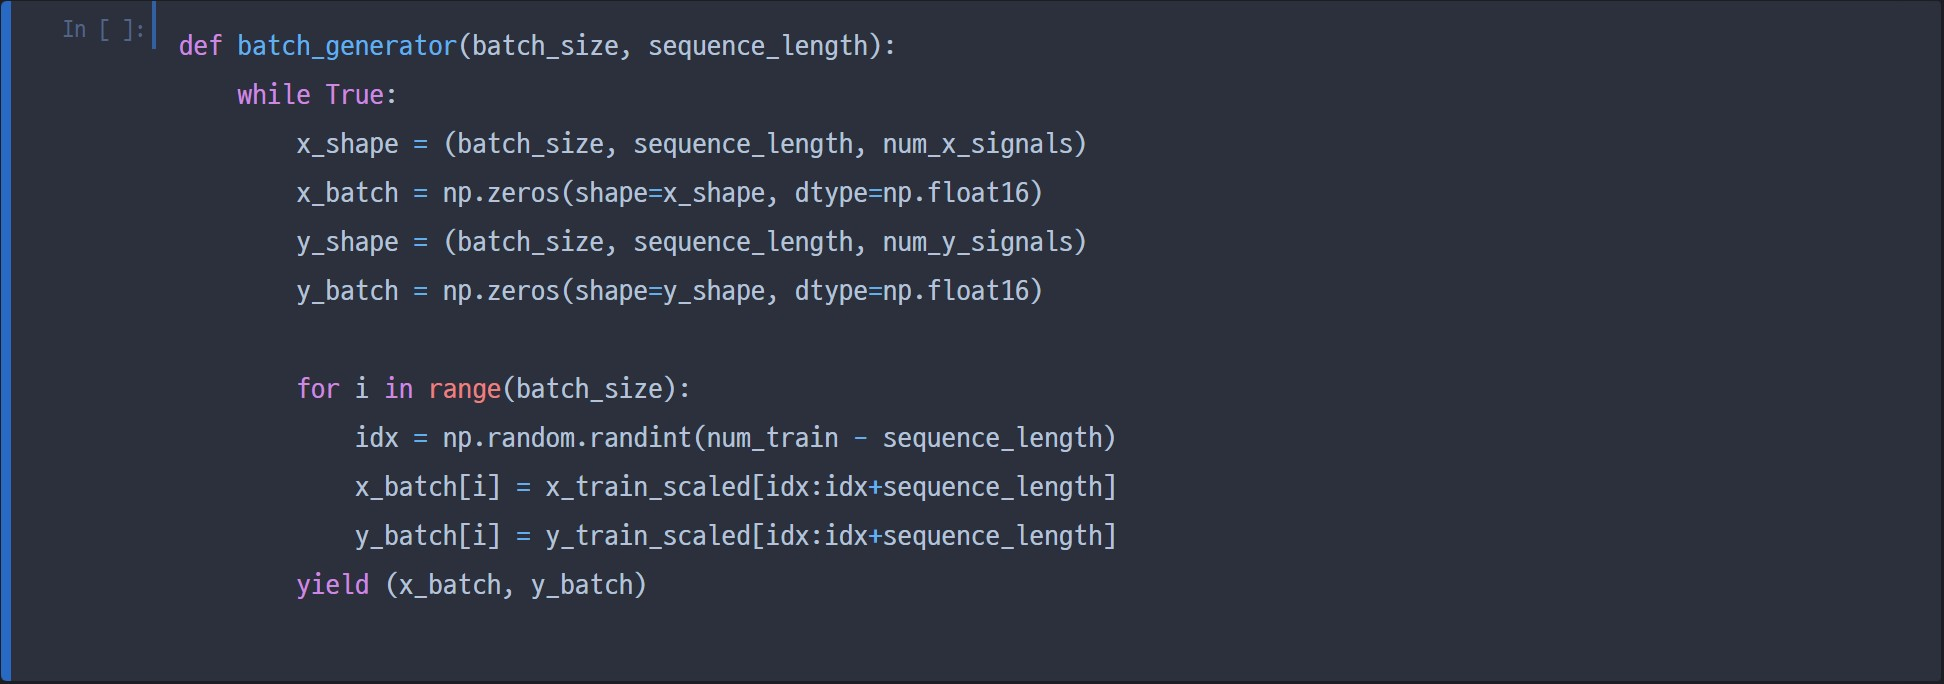 In [ ]:
def batch_generator(batch_size, sequence_length):
    while True:
        x_shape = (batch_size, sequence_length, num_x_signals)
        x_batch = np.zeros(shape=x_shape, dtype=np.float16)
        y_shape = (batch_size, sequence_length, num_y_signals)
        y_batch = np.zeros(shape=y_shape, dtype=np.float16)

        for i in range(batch_size):
            idx = np.random.randint(num_train - sequence_length)
            x_batch[i] = x_train_scaled[idx:idx+sequence_length]
            y_batch[i] = y_train_scaled[idx:idx+sequence_length]
        yield (x_batch, y_batch)